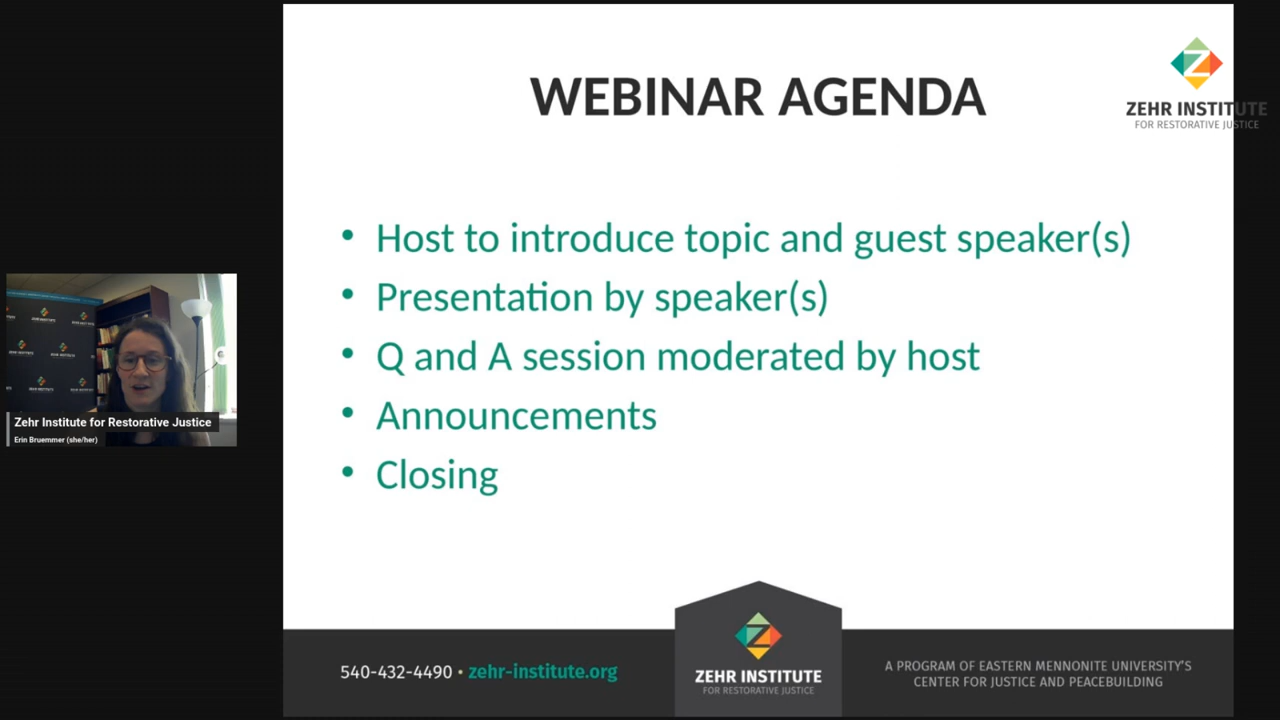 WEBINAR AGENDA
ZEHR INSTITUTE
FOR RESTORATIVE JUSTICE
• Host to introduce topic and guest speaker(s)
• Presentation by speaker(s)
• Q and A session moderated by host
• Announcements
• Closing
Zehr Institute for Restorative Justice
Erin Bruemmer (she/her)
540-432-4490 • zehr-institute.org
ZEHR INSTITUTE
FOR RESTORATIVE JUSTICE
A PROGRAM OF EASTERN MENNONITE UNIVERSITY'S
CENTER FOR JUSTICE AND PEACEBUILDING